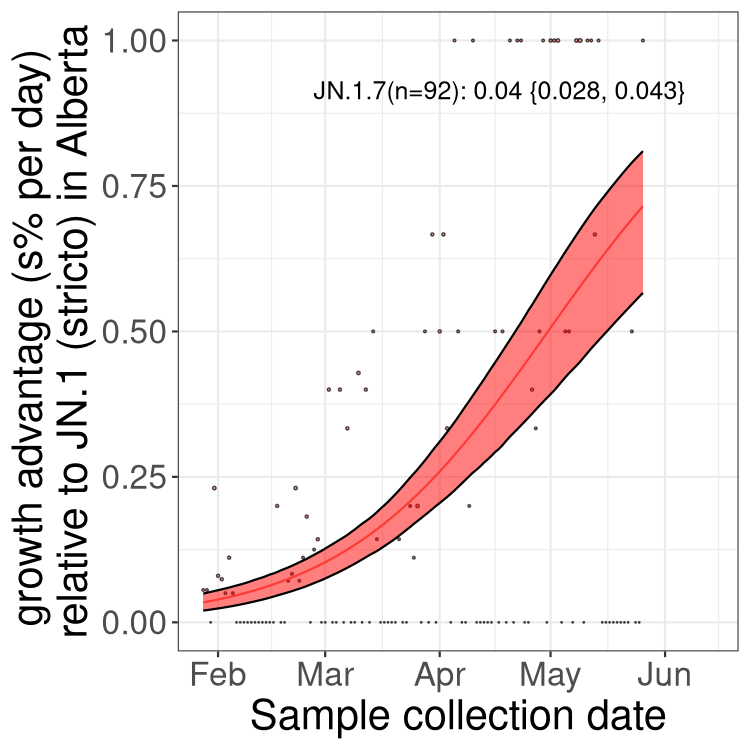 growth advantage (s% per day)
relative to JN.1 (stricto) in Alberta
1.00
0.75
0.50
0.25
0.00
JN.1.7(n=92): 0.04 {0.028, 0.043}
Feb Mar Apr May Jun
Sample collection date